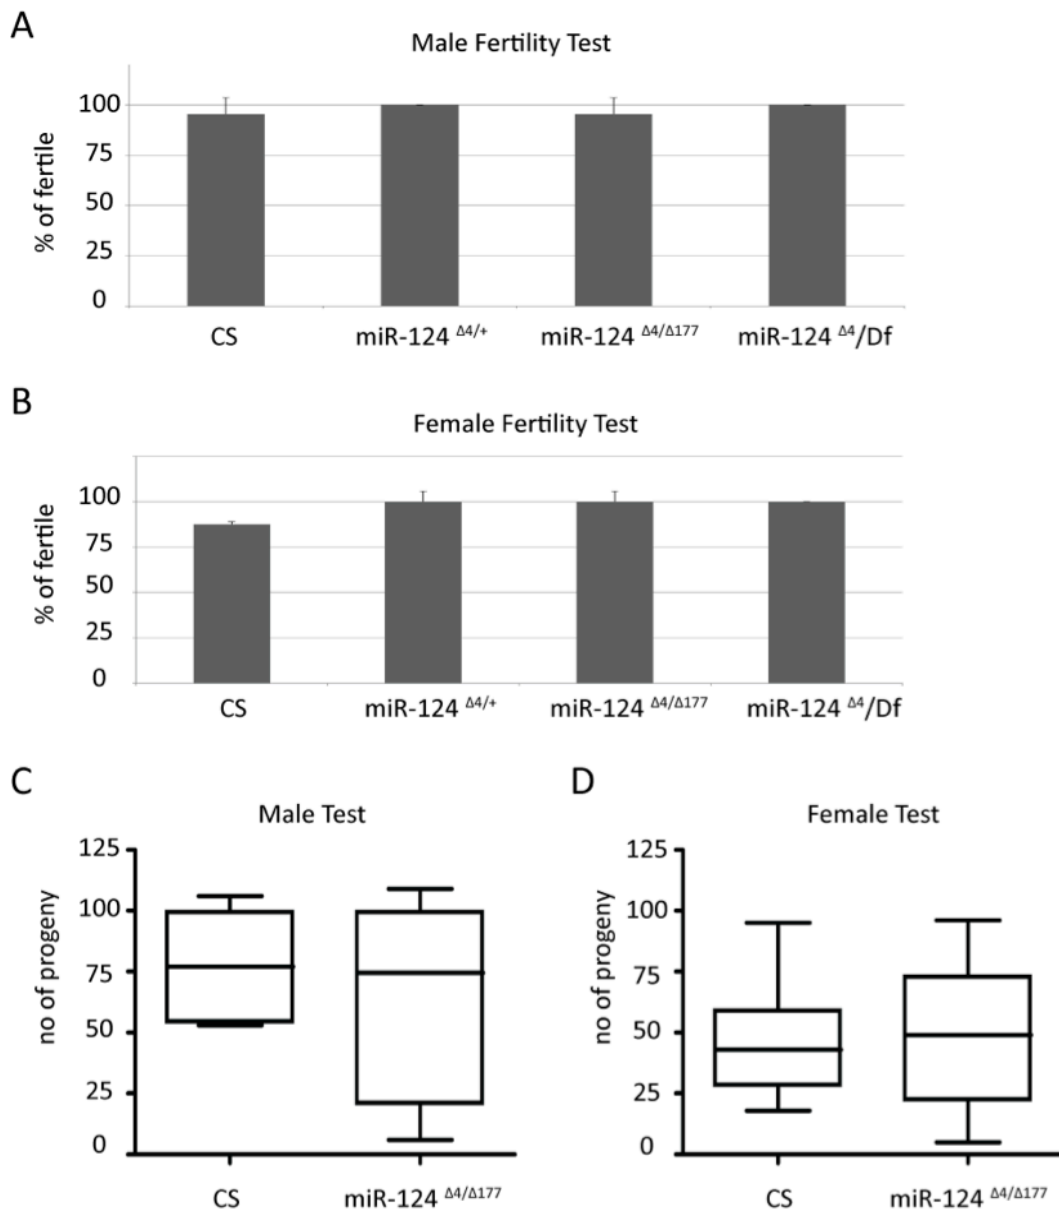 A
Male Fertility Test
% of fertile
100
75
50
25
0
CS
miR-124 Δ4/+
miR-124 Δ4/Δ177
miR-124 Δ4/Df
B
Female Fertility Test
% of fertile
100
75
50
25
0
CS
miR-124 Δ4/+
miR-124 Δ4/Δ177
miR-124 Δ4/Df
C
Male Test
no of progeny
125
100
75
50
25
0
CS
miR-124 Δ4/Δ177
D
Female Test
no of progeny
125
100
75
50
25
0
CS
miR-124 Δ4/Δ177